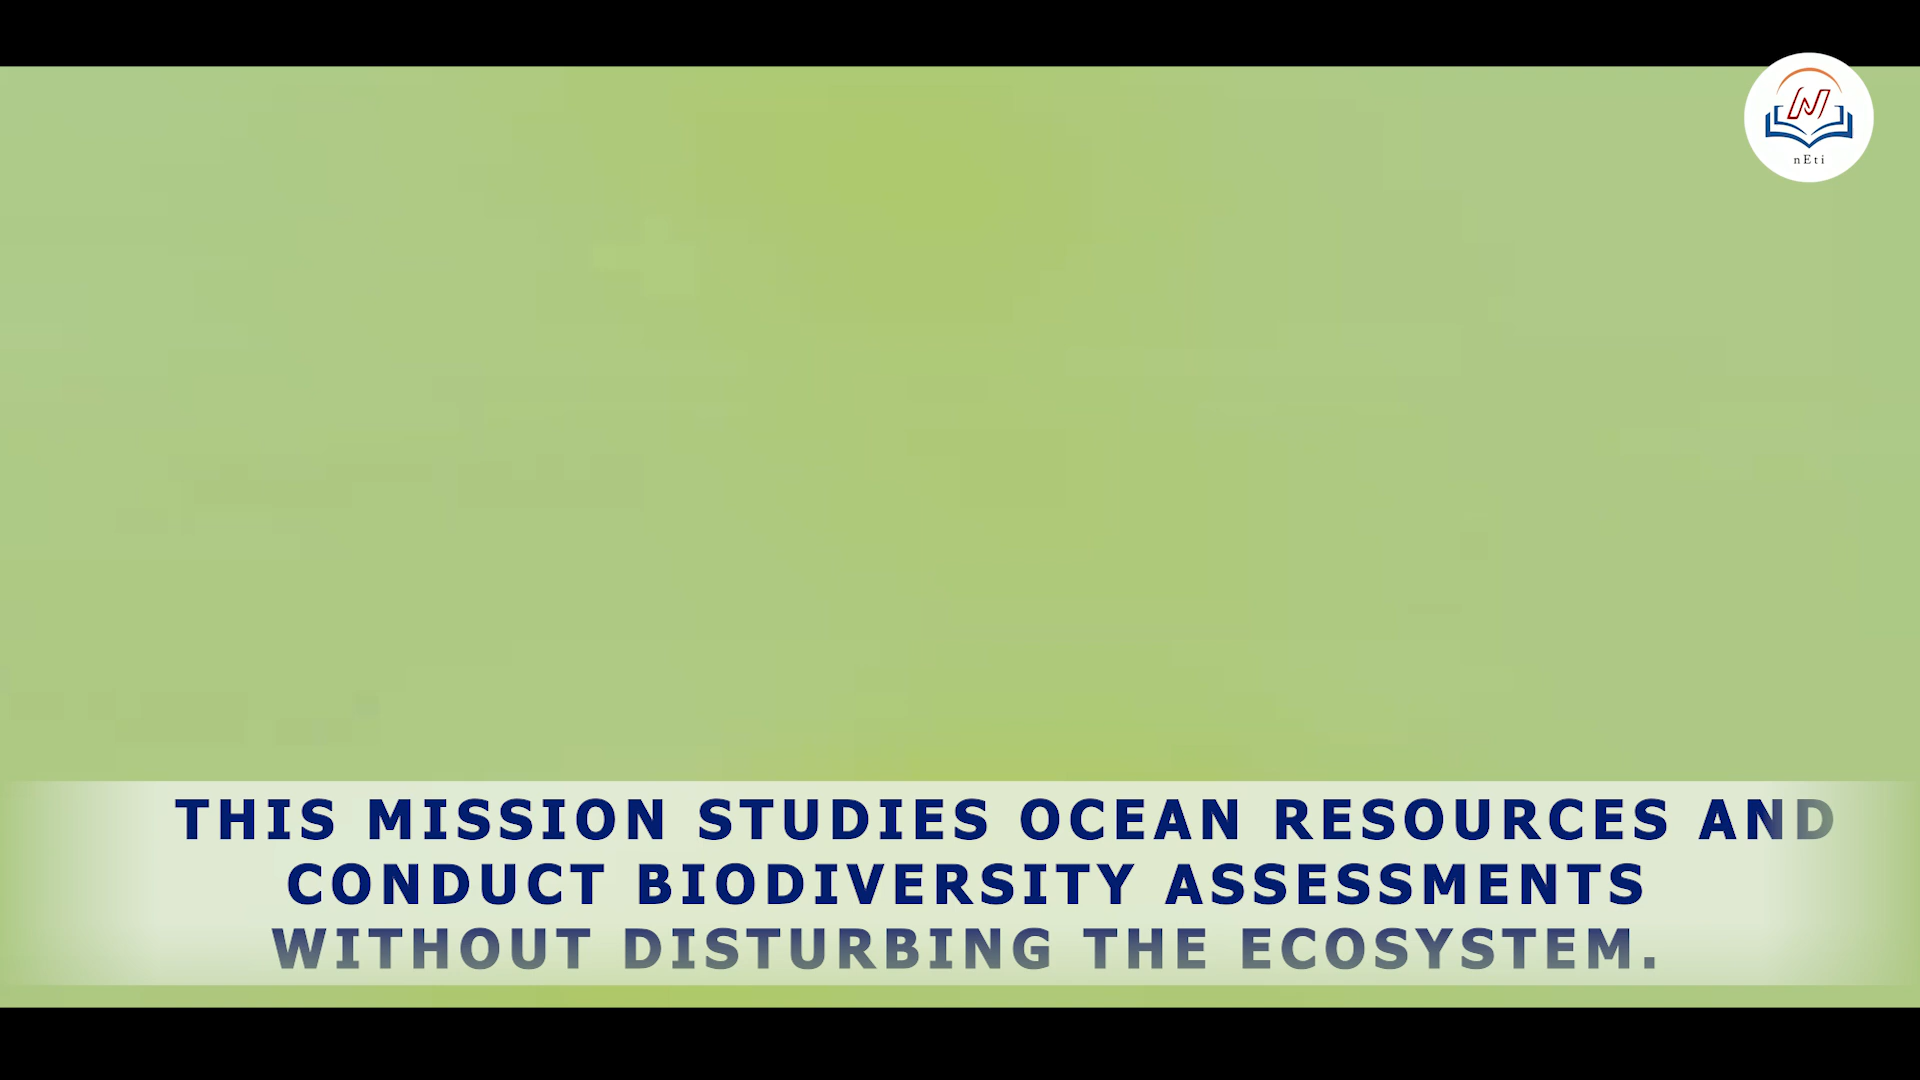 nEti
THIS MISSION STUDIES OCEAN RESOURCES AND
CONDUCT BIODIVERSITY ASSESSMENTS
WITHOUT DISTURBING THE ECOSYSTEM.